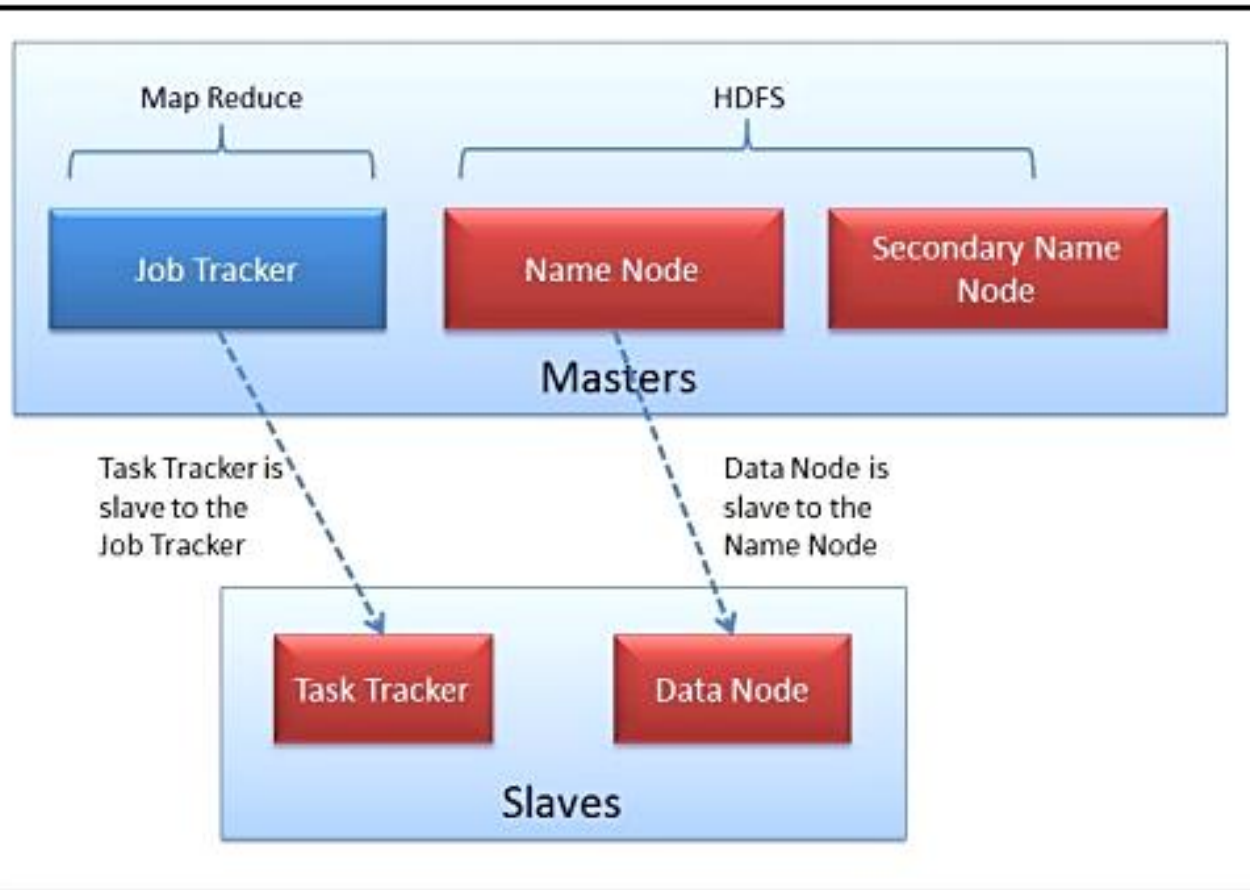 Map Reduce
HDFS
Job Tracker
Name Node
Secondary Name
Node
Masters
Task Tracker is
slave to the
Job Tracker
Data Node is
slave to the
Name Node
Task Tracker
Data Node
Slaves